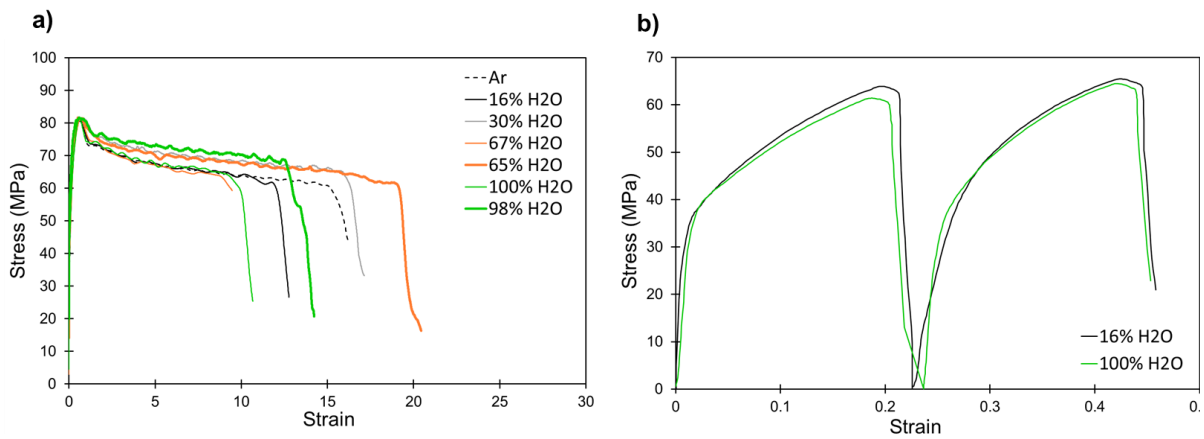 a)
100
90
80
70
60
50
40
30
20
10
0
Stress (MPa)
0 5 10 15 20 25 30
Strain
Ar
16% H2O
30% H2O
67% H2O
65% H2O
100% H2O
98% H2O
b)
70
60
50
40
30
20
10
0
Stress (MPa)
0 0.1 0.2 0.3 0.4
Strain
16% H2O
100% H2O